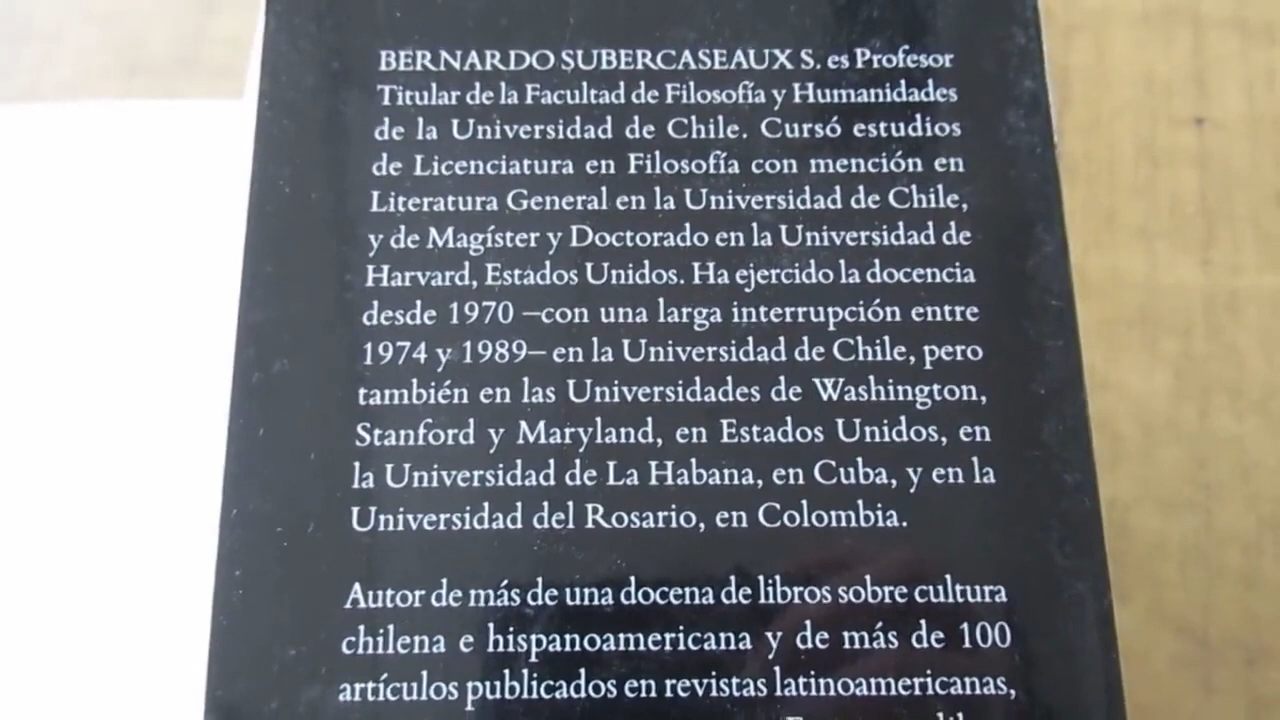 BERNARDO SUBERCASEAUX S. es Profesor
Titular de la Facultad de Filosofía y Humanidades
de la Universidad de Chile. Cursó estudios
de Licenciatura en Filosofía con mención en
Literatura General en la Universidad de Chile,
y de Magíster y Doctorado en la Universidad de
Harvard, Estados Unidos. Ha ejercido la docencia
desde 1970 –con una larga interrupción entre
1974 y 1989– en la Universidad de Chile, pero
también en las Universidades de Washington,
Stanford y Maryland, en Estados Unidos, en
la Universidad de La Habana, en Cuba, y en la
Universidad del Rosario, en Colombia.
Autor de más de una docena de libros sobre cultura
chilena e hispanoamericana y de más de 100
artículos publicados en revistas latinoamericanas,